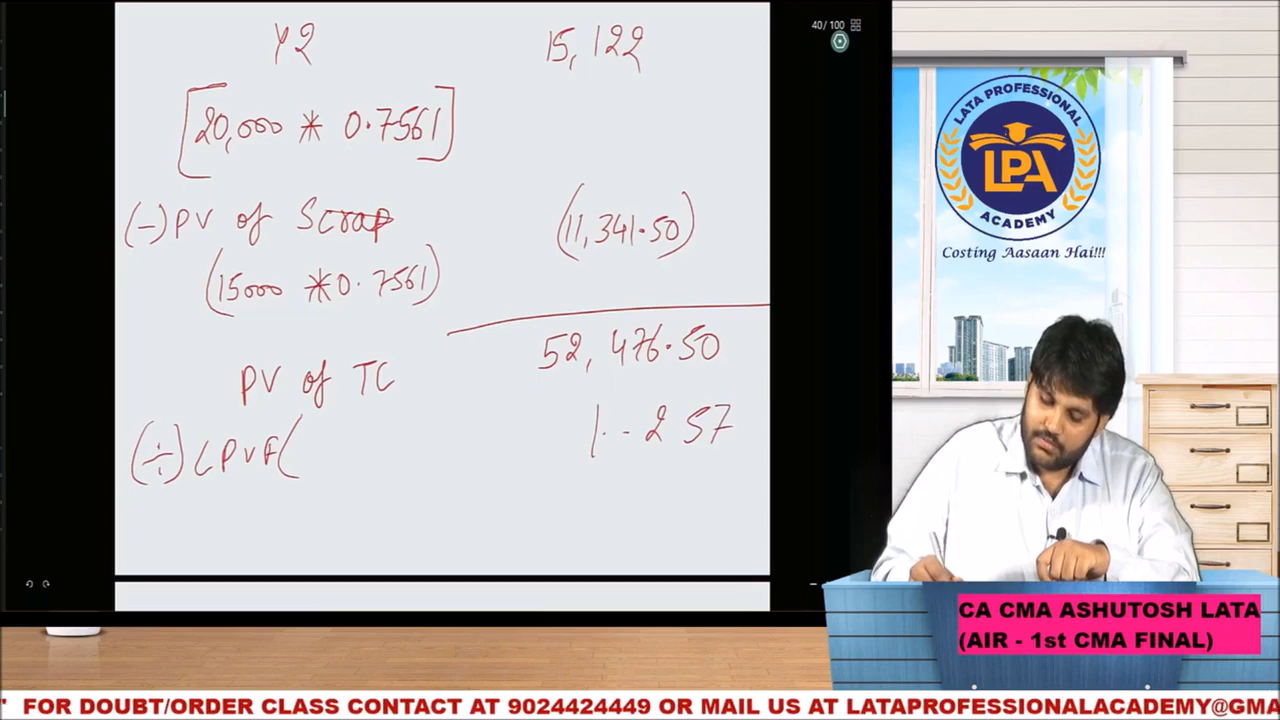 Y2 15,122
[20,000 * 0.7561]
(-) PV of Scrap (11,341.50)
(15000 * 0.7561)
PV of TC 52,476.50
(÷) CPVF( 1.. 257
40/100
LATA PROFESSIONAL
LPA
ACADEMY
Costing Aasaan Hai!!!
CA CMA ASHUTOSH LATA
(AIR - 1st CMA FINAL)
FOR DOUBT/ORDER CLASS CONTACT AT 9024424449 OR MAIL US AT LATAPROFESSIONALACADEMY@GMA